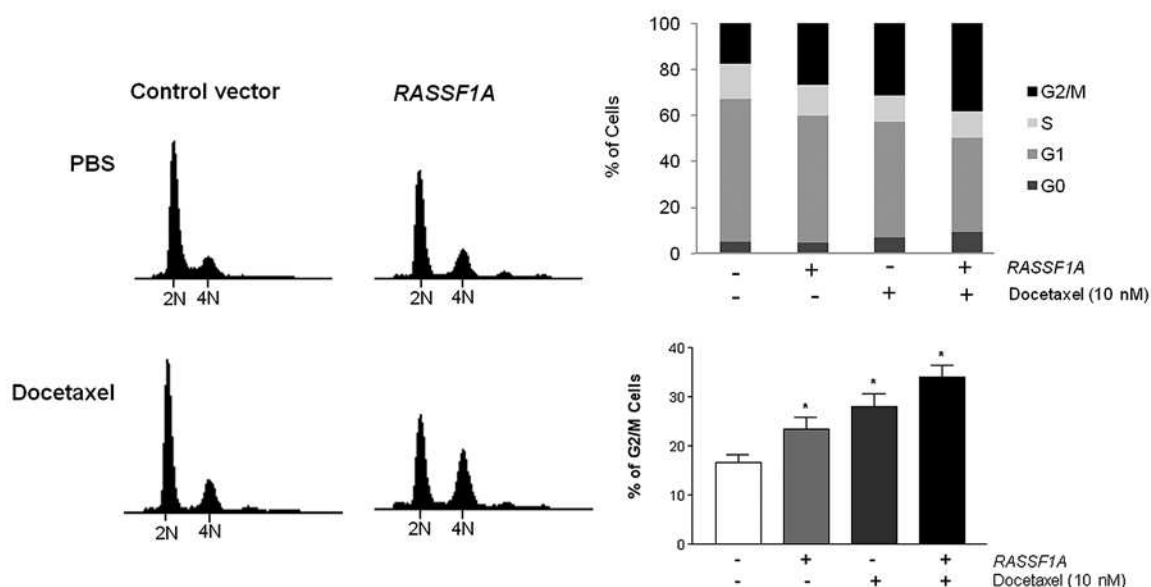 Control vector
RASSF1A
PBS
2N 4N
2N 4N
Docetaxel
2N 4N
2N 4N
% of Cells
100
80
60
40
20
0
G2/M
S
G1
G0
- + - + RASSF1A
- - + + Docetaxel (10 nM)
% of G2/M Cells
40
30
20
10
0
* * *
- + - + RASSF1A
- - + + Docetaxel (10 nM)